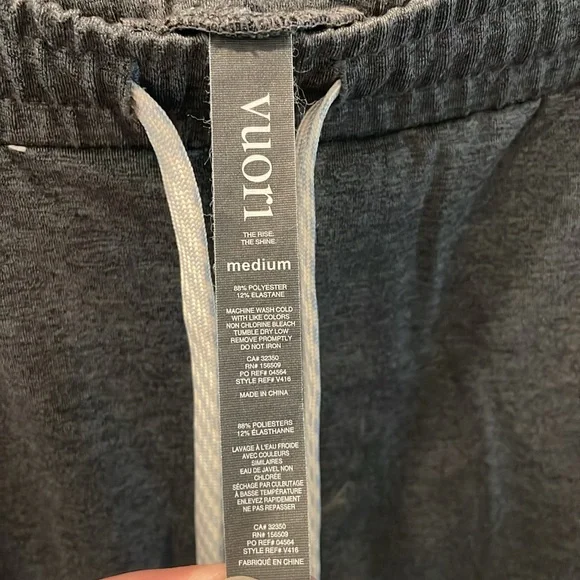 vuori
THE RISE.
THE SHINE.
medium
88% POLYESTER
12% ELASTANE
MACHINE WASH COLD
WITH LIKE COLORS
NON CHLORINE BLEACH
TUMBLE DRY LOW
REMOVE PROMPTLY
DO NOT IRON
CA# 32350
RN# 156509
PO REF# 04564
STYLE REF# V416
MADE IN CHINA
88% POLIESTERS
12% ÉLASTHANNE
LAVAGE À L'EAU FROIDE
AVEC COULEURS
SIMILAIRES
EAU DE JAVEL NON
CHLORÉE
SÉCHAGE PAR CULBUTAGE
À BASSE TEMPÉRATURE
ENLEVEZ RAPIDEMENT
NE PAS REPASSER
CA# 32350
RN# 156509
PO REF# 04564
STYLE REF# V416
FABRIQUÉ EN CHINE